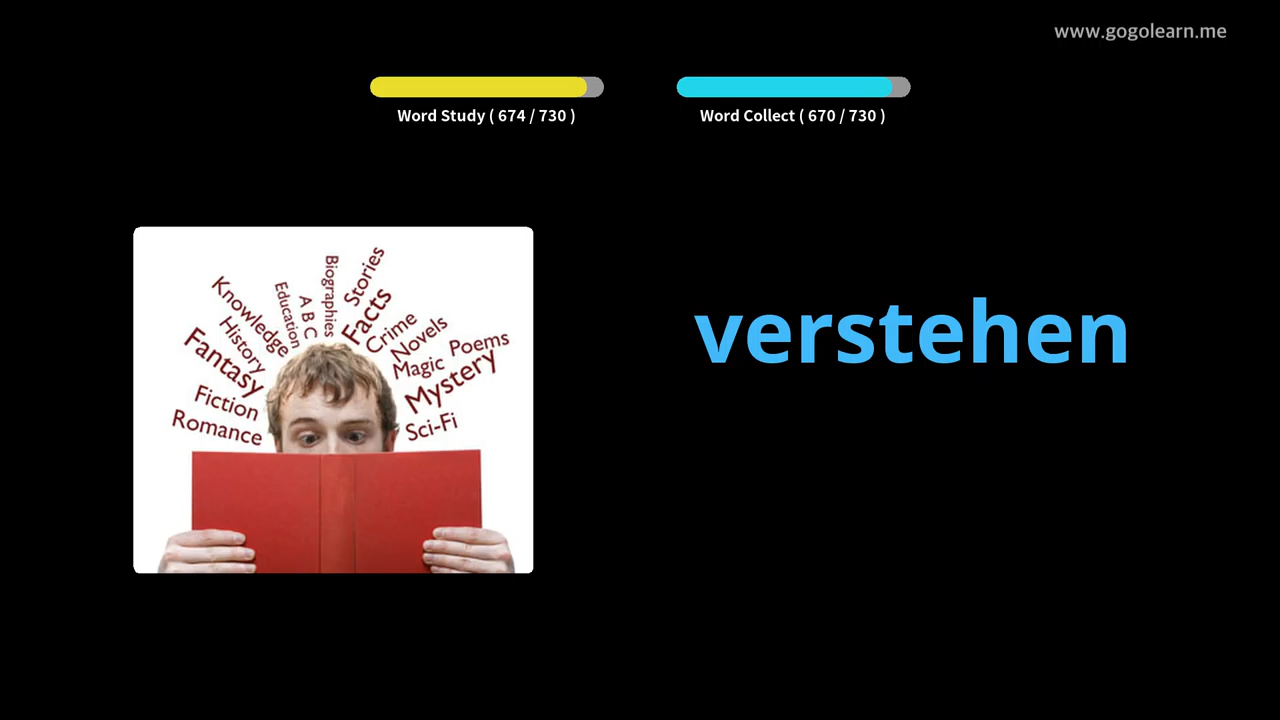 www.gogolearn.me
Word Study ( 674 / 730 )
Word Collect ( 670 / 730 )
verstehen
Romance
Fiction
Fantasy
History
Knowledge
Education
A B C
Biographies
Stories
Facts
Crime
Novels
Magic
Poems
Mystery
Sci-Fi